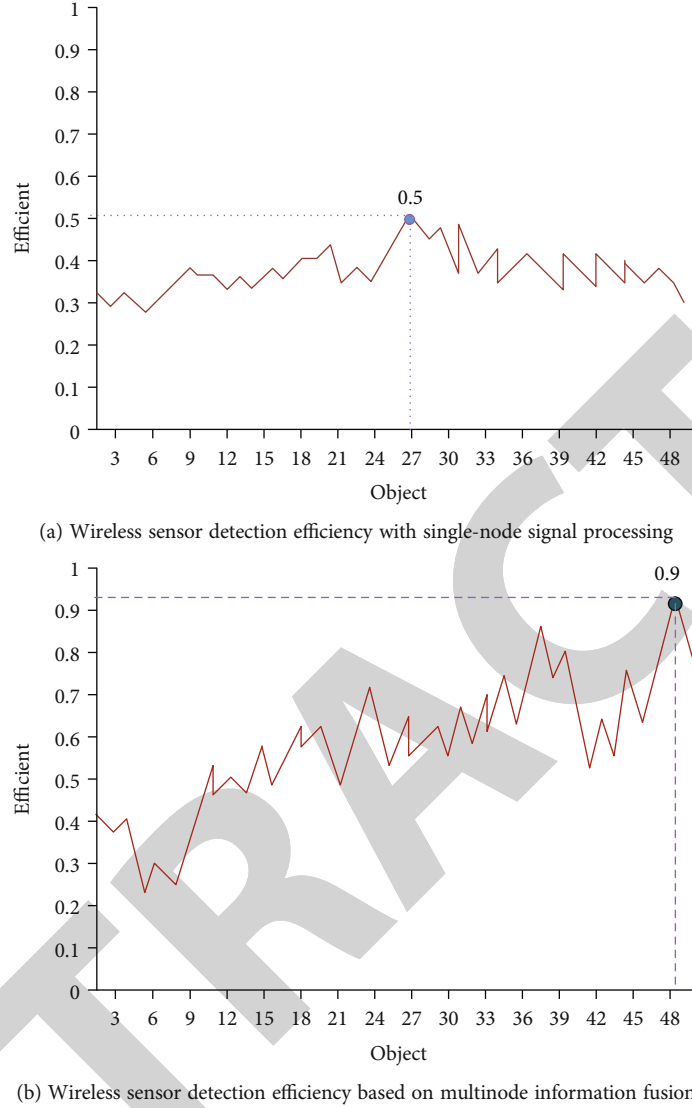 1
0.9
0.8
0.7
0.6
0.5
0.4
0.3
0.2
0.1
0
Efficient
0.5
3 6 9 12 15 18 21 24 27 30 33 36 39 42 45 48
Object
(a) Wireless sensor detection efficiency with single-node signal processing
1
0.9
0.8
0.7
0.6
0.5
0.4
0.3
0.2
0.1
0
Efficient
0.9
3 6 9 12 15 18 21 24 27 30 33 36 39 42 45 48
Object
(b) Wireless sensor detection efficiency based on multinode information fusion
TRACT